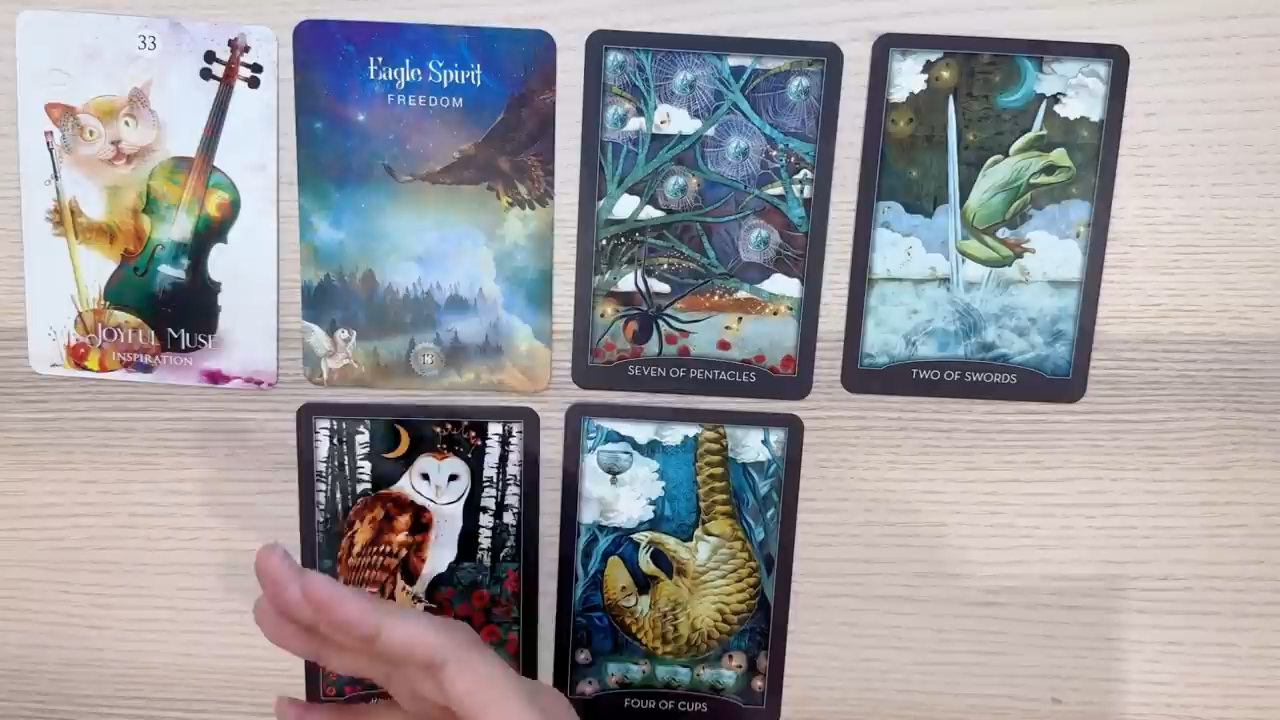 33
JOYFUL MUSE
INSPIRATION
Eagle Spirit
FREEDOM
13
SEVEN OF PENTACLES
TWO OF SWORDS
FOUR OF CUPS